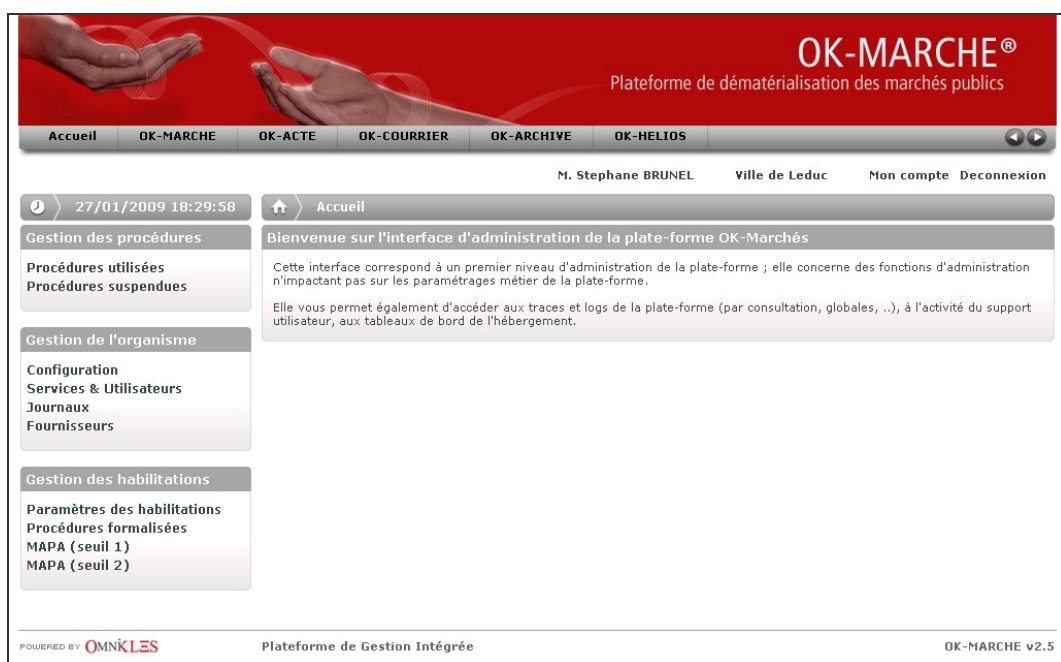 OK-MARCHE®
Plateforme de dématérialisation des marchés publics
Accueil OK-MARCHE OK-ACTE OK-COURRIER OK-ARCHIVE OK-HELIOS
M. Stephane BRUNEL Ville de Leduc Mon compte Deconnexion
27/01/2009 18:29:58 Accueil
Gestion des procédures
Procédures utilisées
Procédures suspendues
Gestion de l'organisme
Configuration
Services & Utilisateurs
Journaux
Fournisseurs
Gestion des habilitations
Paramètres des habilitations
Procédures formalisées
MAPA (seuil 1)
MAPA (seuil 2)
Bienvenue sur l'interface d'administration de la plate-forme OK-Marchés
Cette interface correspond à un premier niveau d'administration de la plate-forme ; elle concerne des fonctions d'administration
n'impactant pas sur les paramétrages métier de la plate-forme.
Elle vous permet également d'accéder aux traces et logs de la plate-forme (par consultation, globales, ..), à l'activité du support
utilisateur, aux tableaux de bord de l'hébergement.
POWERED BY OMNIKLES Plateforme de Gestion Intégrée OK-MARCHE v2.5